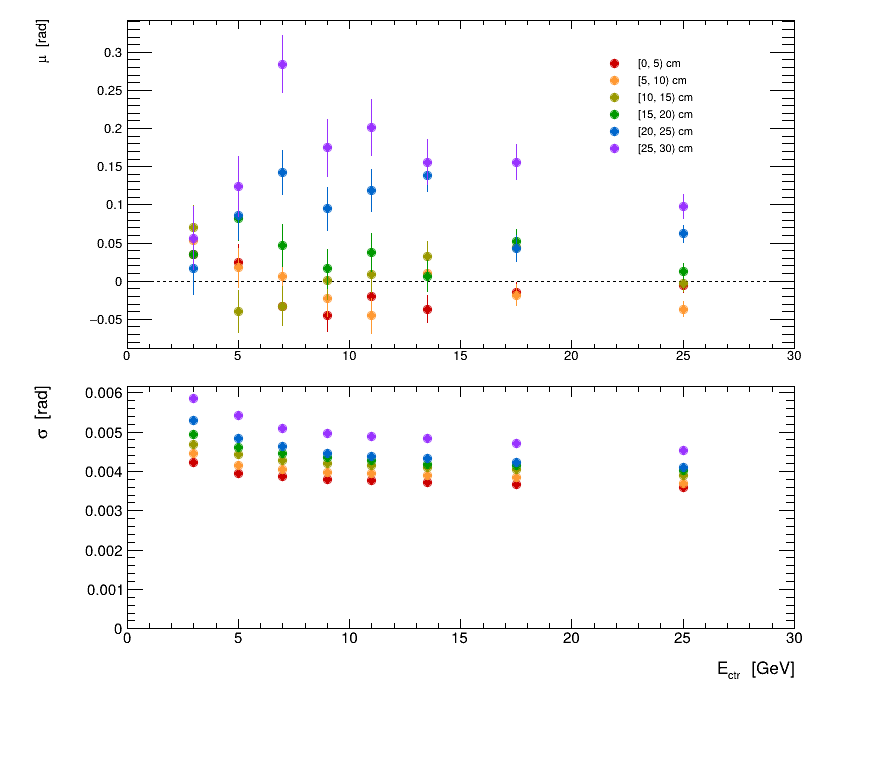 μ [rad]
0.3
0.25
0.2
0.15
0.1
0.05
0
−0.05
[0, 5) cm
[5, 10) cm
[10, 15) cm
[15, 20) cm
[20, 25) cm
[25, 30) cm
0 5 10 15 20 25 30
σ [rad]
0.006
0.005
0.004
0.003
0.002
0.001
0
0 5 10 15 20 25 30
E_ctr [GeV]